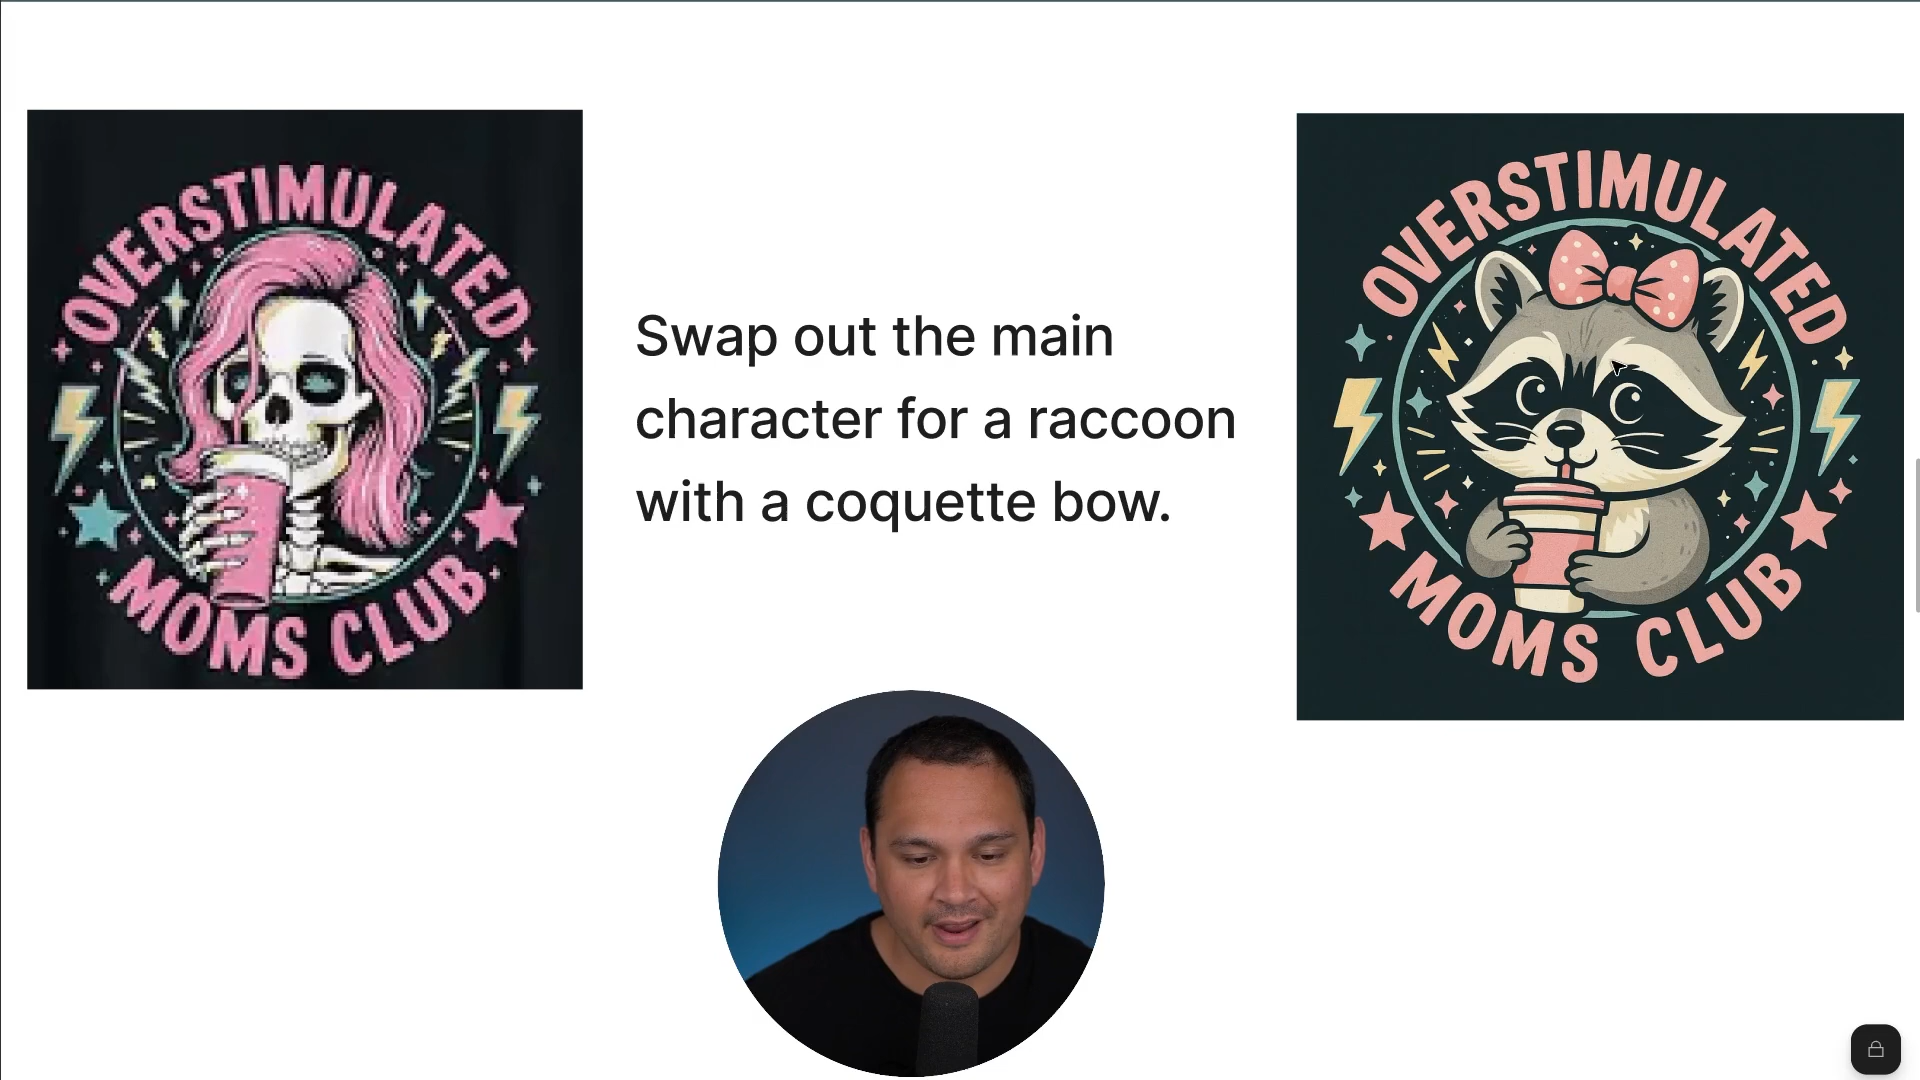 OVERSTIMULATED
MOMS CLUB
Swap out the main
character for a raccoon
with a coquette bow.
OVERSTIMULATED
MOMS CLUB